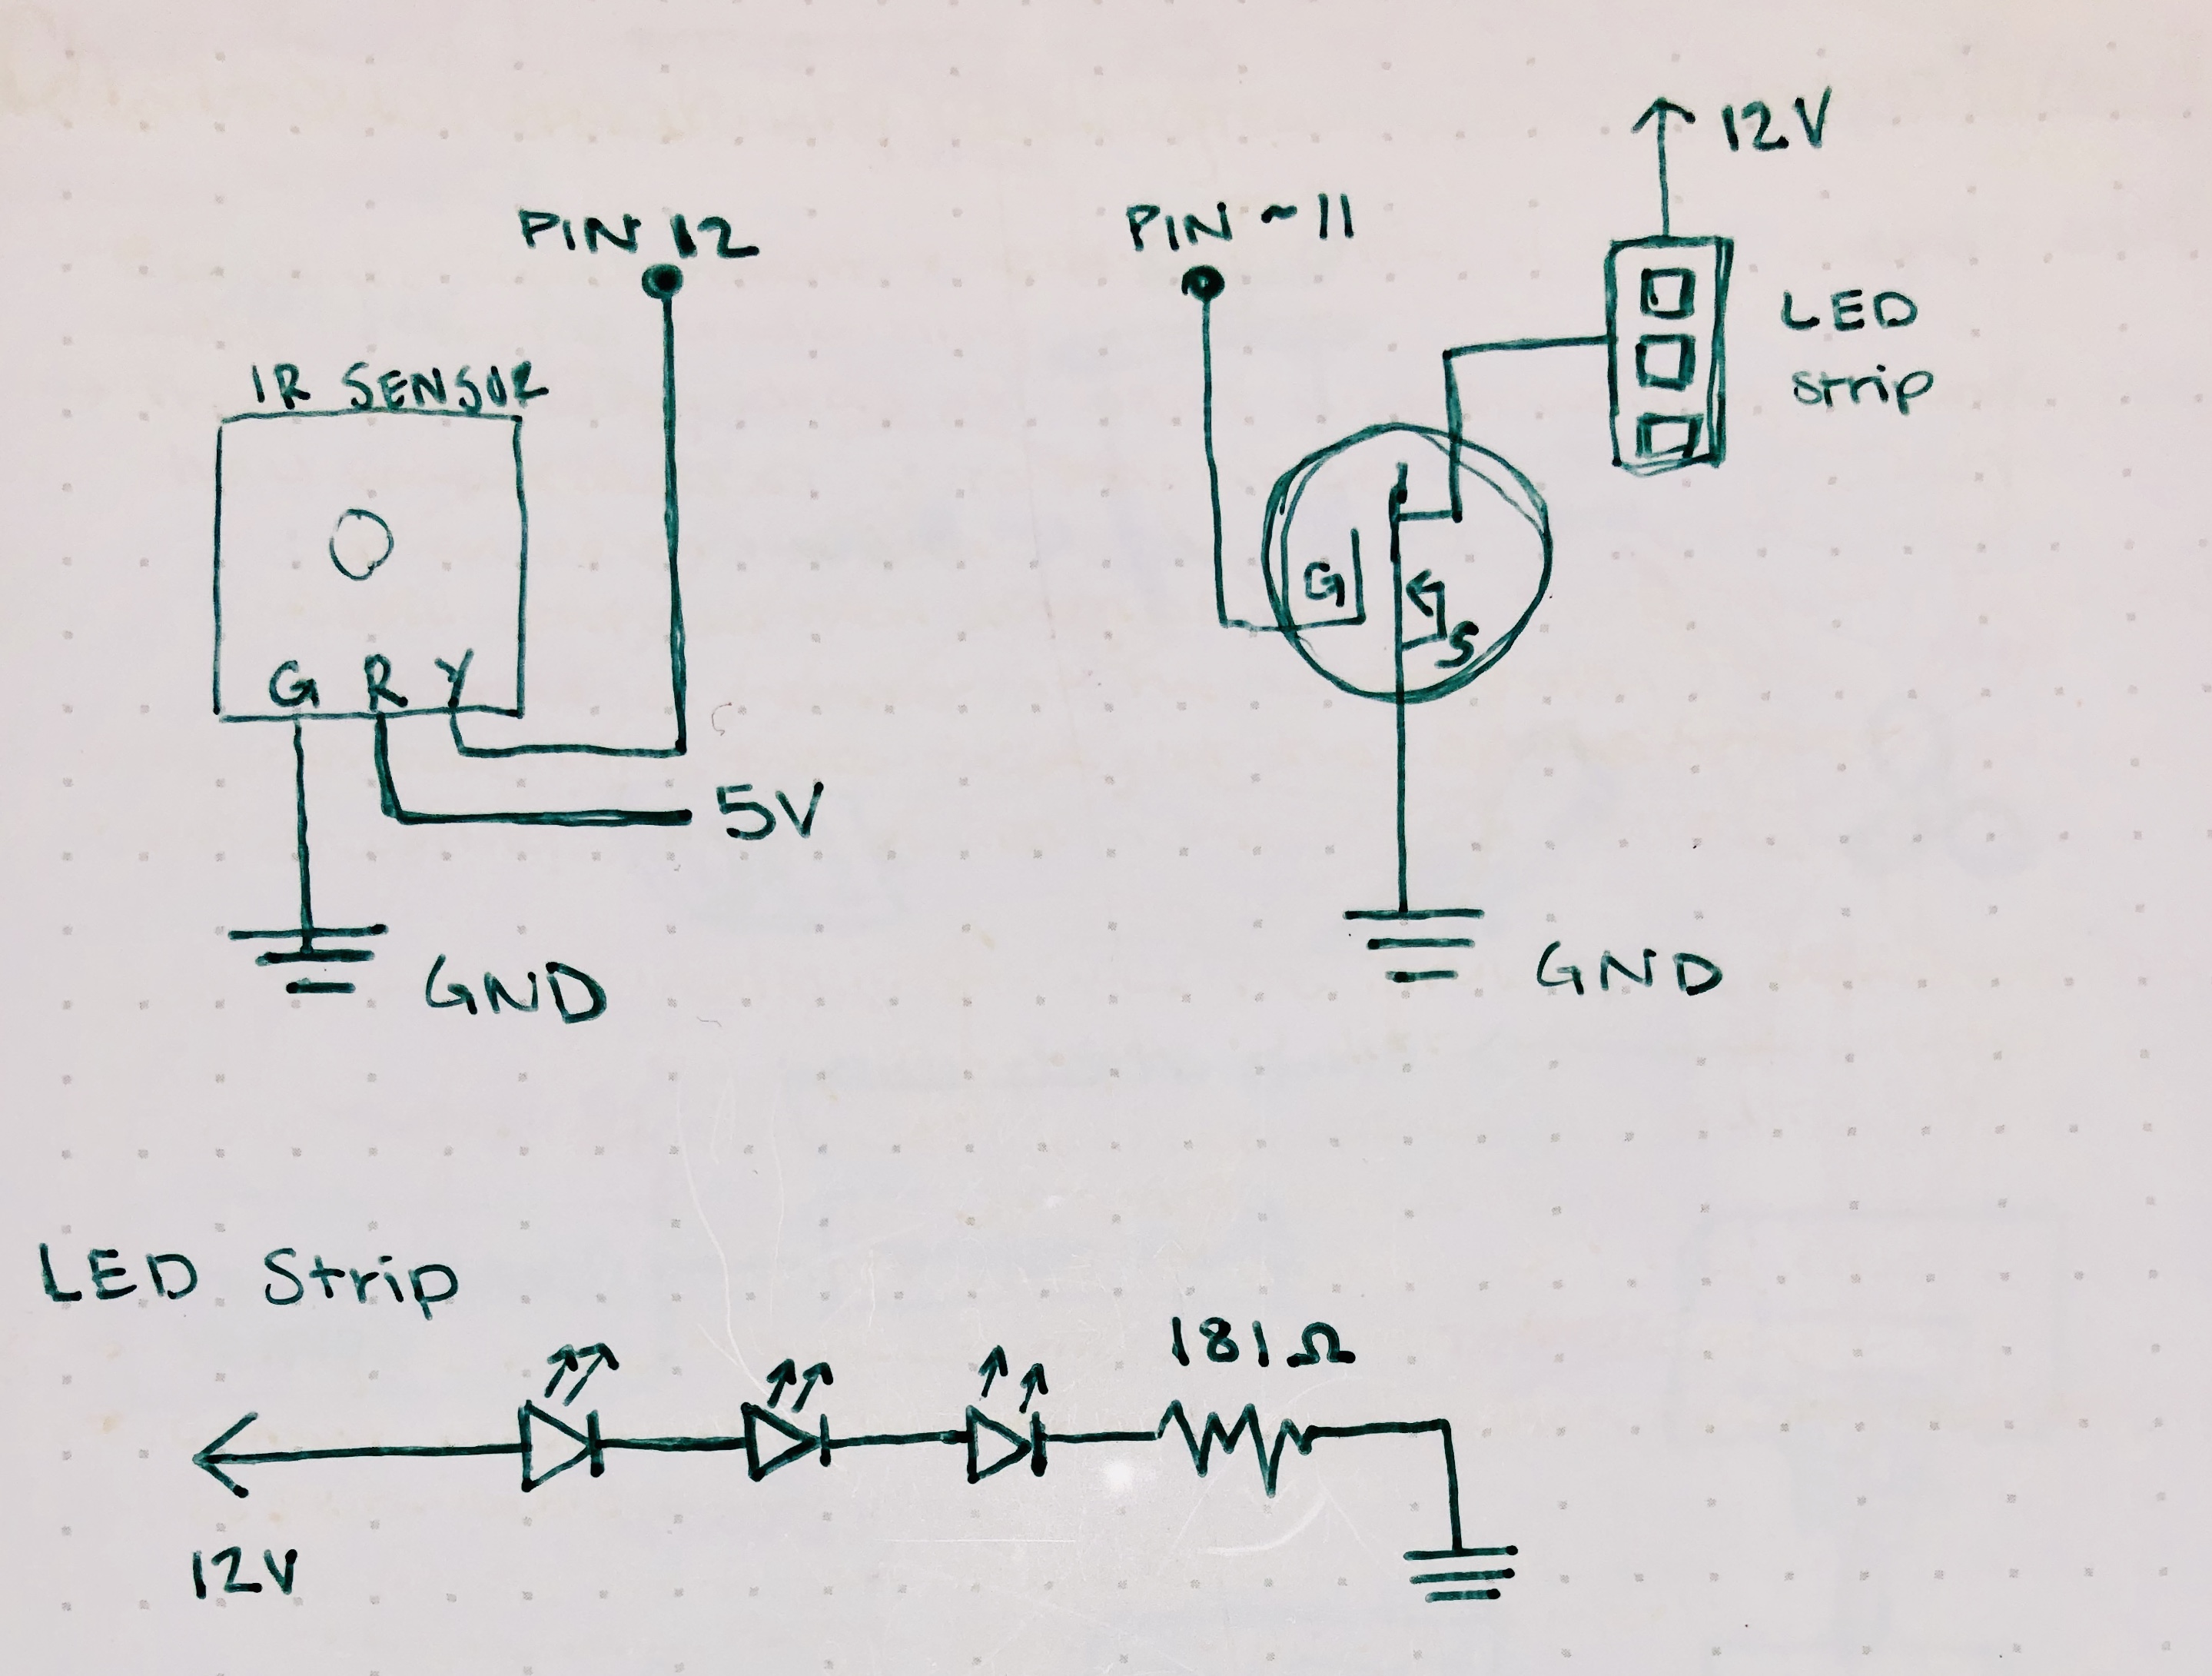 12V
PIN 12
PIN ~11
LED
strip
IR SENSOR
G
S
G R Y
5V
GND
GND
LED Strip
181Ω
12V